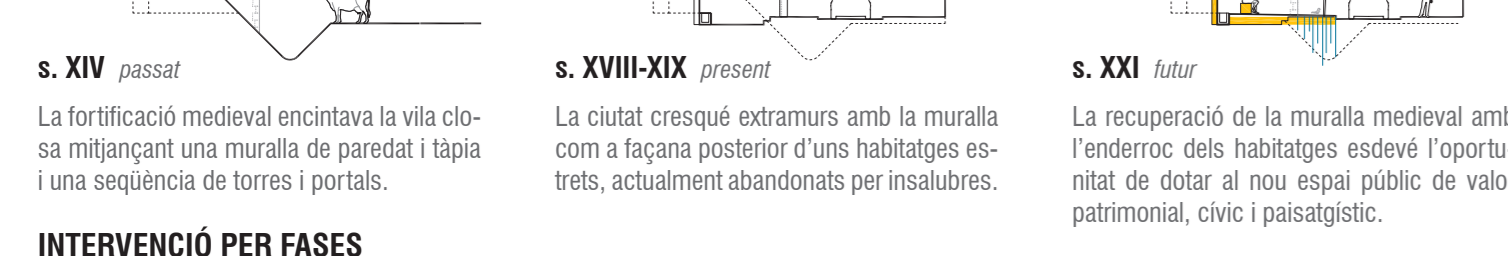 s. XIV passat
La fortificació medieval encintava la vila clo-
sa mitjançant una muralla de paredat i tàpia
i una seqüència de torres i portals.
INTERVENCIÓ PER FASES
s. XVIII-XIX present
La ciutat cresqué extramurs amb la muralla
com a façana posterior d'uns habitatges es-
trets, actualment abandonats per insalubres.
s. XXI futur
La recuperació de la muralla medieval amb
l'enderroc dels habitatges esdevé l'oportu-
nitat de dotar al nou espai públic de valo
patrimonial, cívic i paisatgístic.